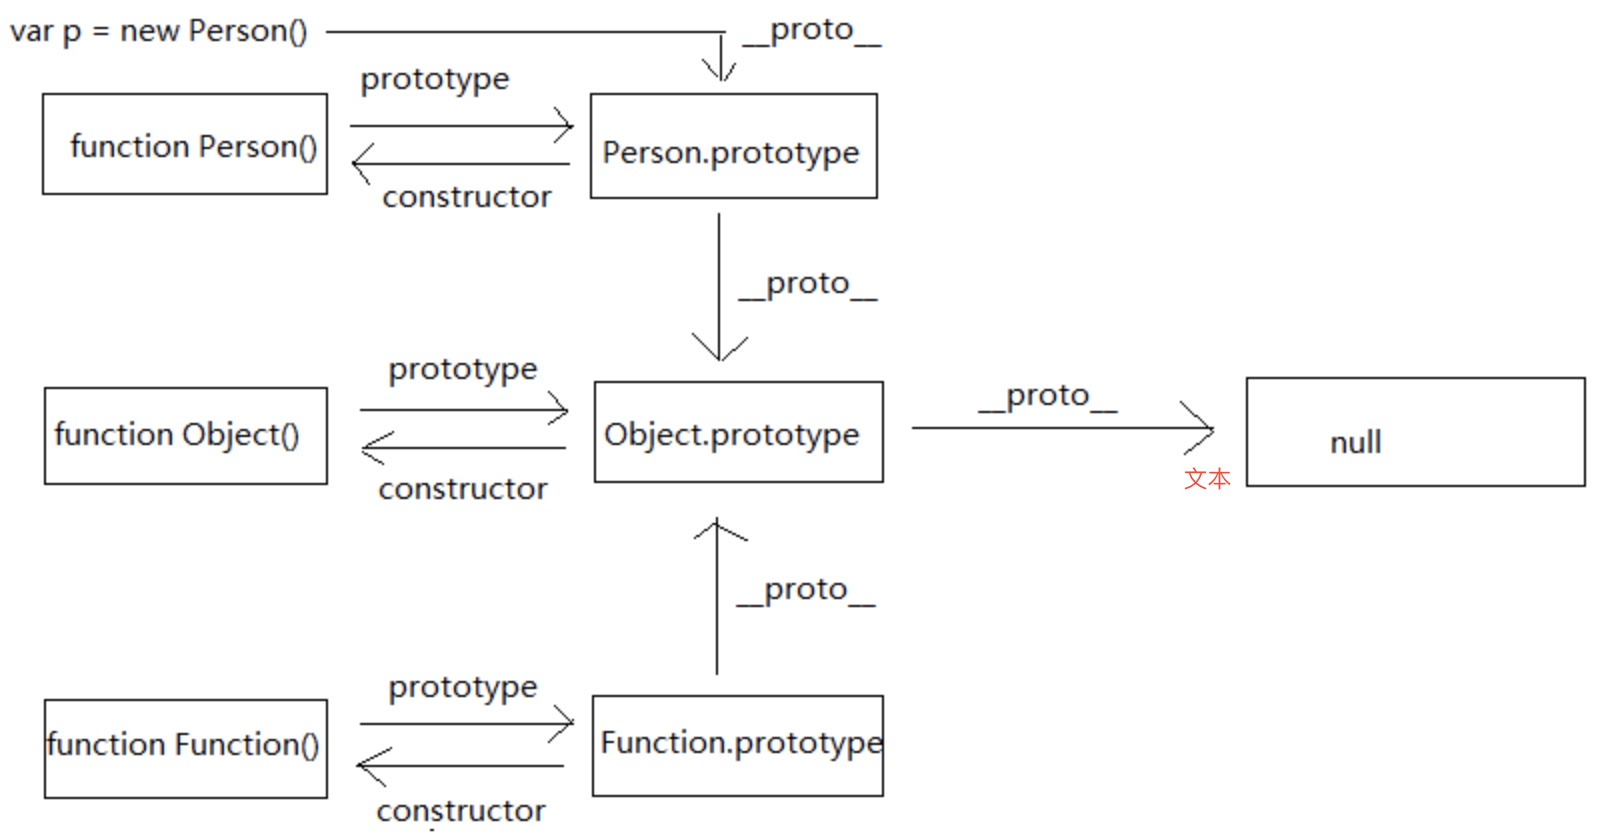 var p = new Person()
__proto__
prototype
function Person()
Person.prototype
constructor
__proto__
prototype
__proto__
function Object()
Object.prototype
null
文本
constructor
__proto__
prototype
function Function()
Function.prototype
constructor